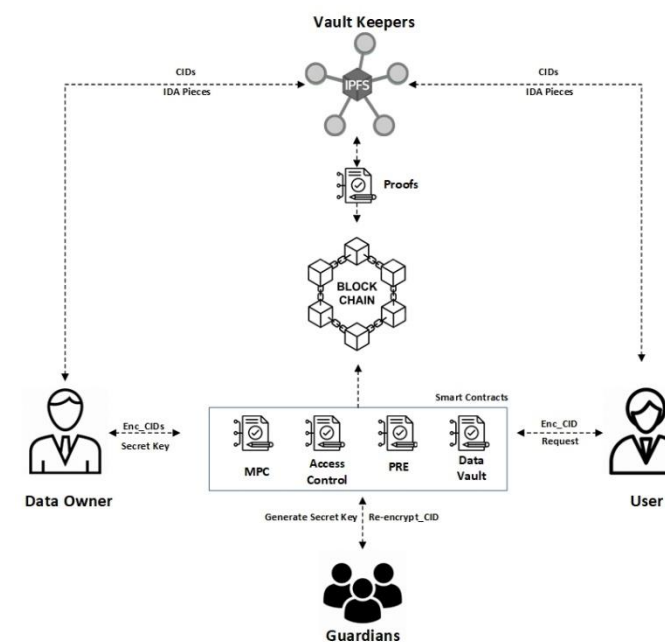 Vault Keepers
CIDs
IDA Pieces
IPFS
CIDs
IDA Pieces
Proofs
BLOCK
CHAIN
Smart Contracts
Enc_CIDs
Secret Key
MPC
Access
Control
PRE
Data
Vault
Enc_CID
Request
Data Owner
User
Generate Secret Key
Re-encrypt_CID
Guardians